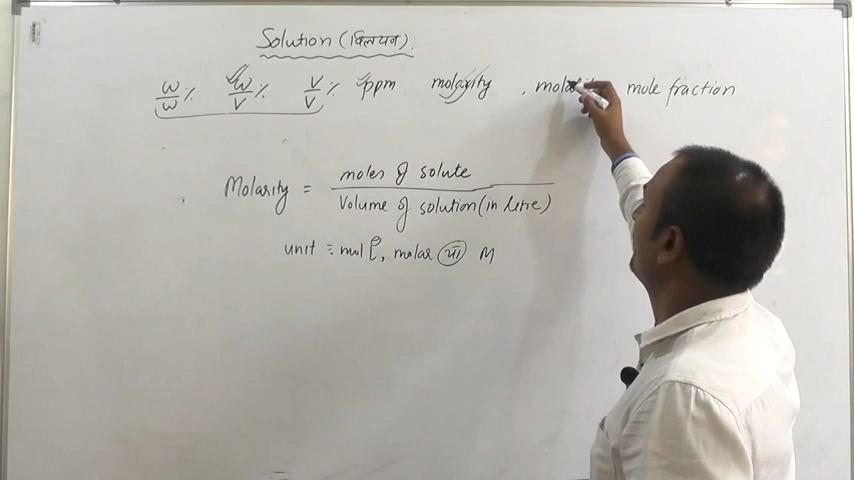 Solution (विलयन):
w/w % w/V % V/V % ppm molarity , mole fraction
Molarity = moles of solute / Volume of solution (in litre)
unit = mol L⁻¹, molar या M